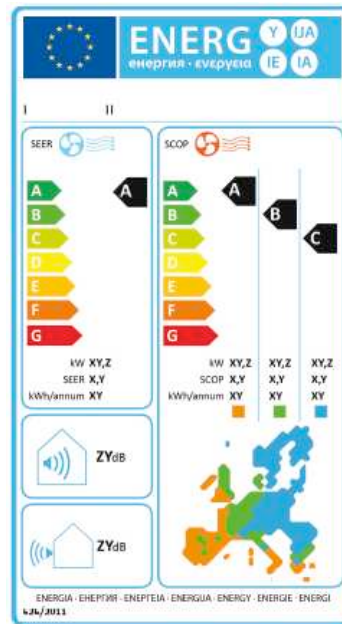 ENERG Y IJA
енергия · ενεργεια IE IA
I II
SEER
SCOP
A A A A
B B B
C C C
D D
E E
F F
G G
kW XY,Z
SEER X,Y
kWh/annum XY
kW XY,Z XY,Z XY,Z
SCOP X,Y X,Y X,Y
kWh/annum XY XY XY
ZYdB
ZYdB
ENERGIA · ЕНЕРГИЯ · ΕΝΕΡΓΕΙΑ · ENERGIJA · ENERGY · ENERGIE · ENERGI
626/2011